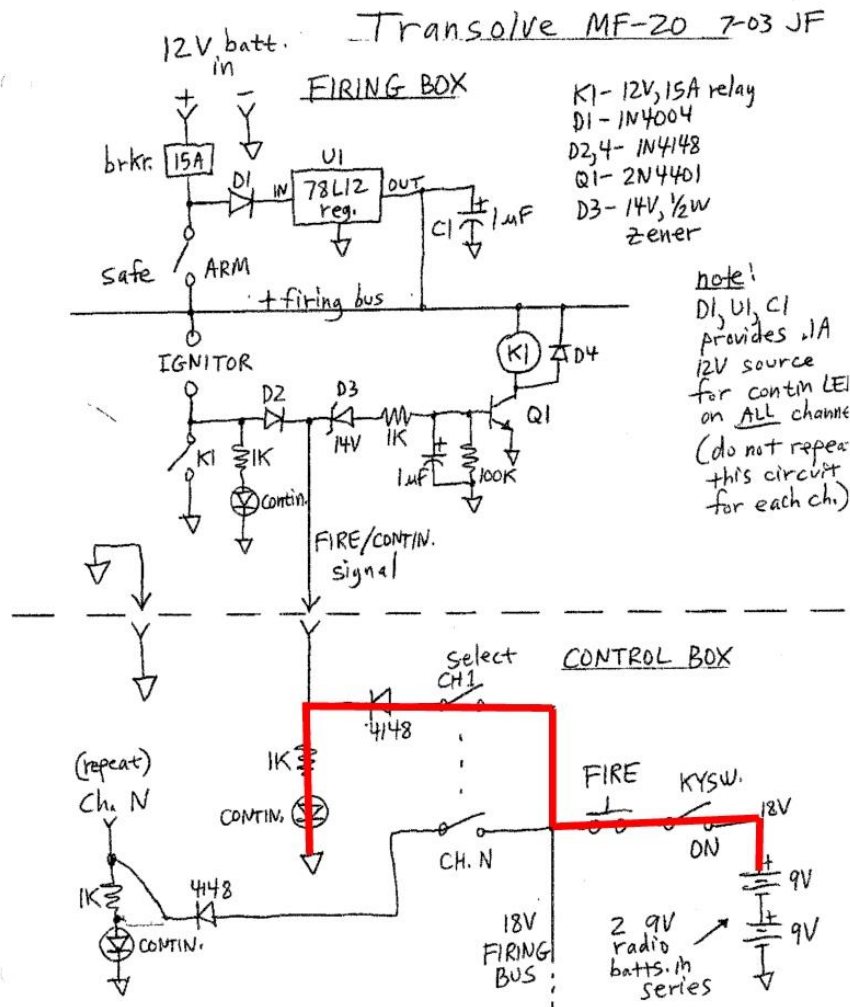 Transolve MF-20 7-03 JF
12V batt.
in
+ -
FIRING BOX
brkr. 15A
D1
IN
U1
78L12
reg.
OUT
+
C1 1uF
K1- 12V, 15A relay
D1- 1N4004
D2,4- 1N4148
Q1- 2N4401
D3- 14V, 1/2W
Zener
Safe ARM
+ firing bus
note!
D1, U1, C1
provides .1A
12V source
for contin LE
on ALL channe
(do not repea
this circuit
for each ch.)
IGNITOR
K1
D4
D2
D3
14V
1K
Q1
K1
1K
Contin.
+
1uF
100K
FIRE/CONTIN.
signal
CONTROL BOX
Select
CH1
4148
1K
CONTIN.
(repeat)
Ch. N
FIRE
KYSW.
18V
ON
CH. N
1K
4148
CONTIN.
18V
FIRING
BUS
2 9V
radio
batts. in
series
+
9V
+
9V